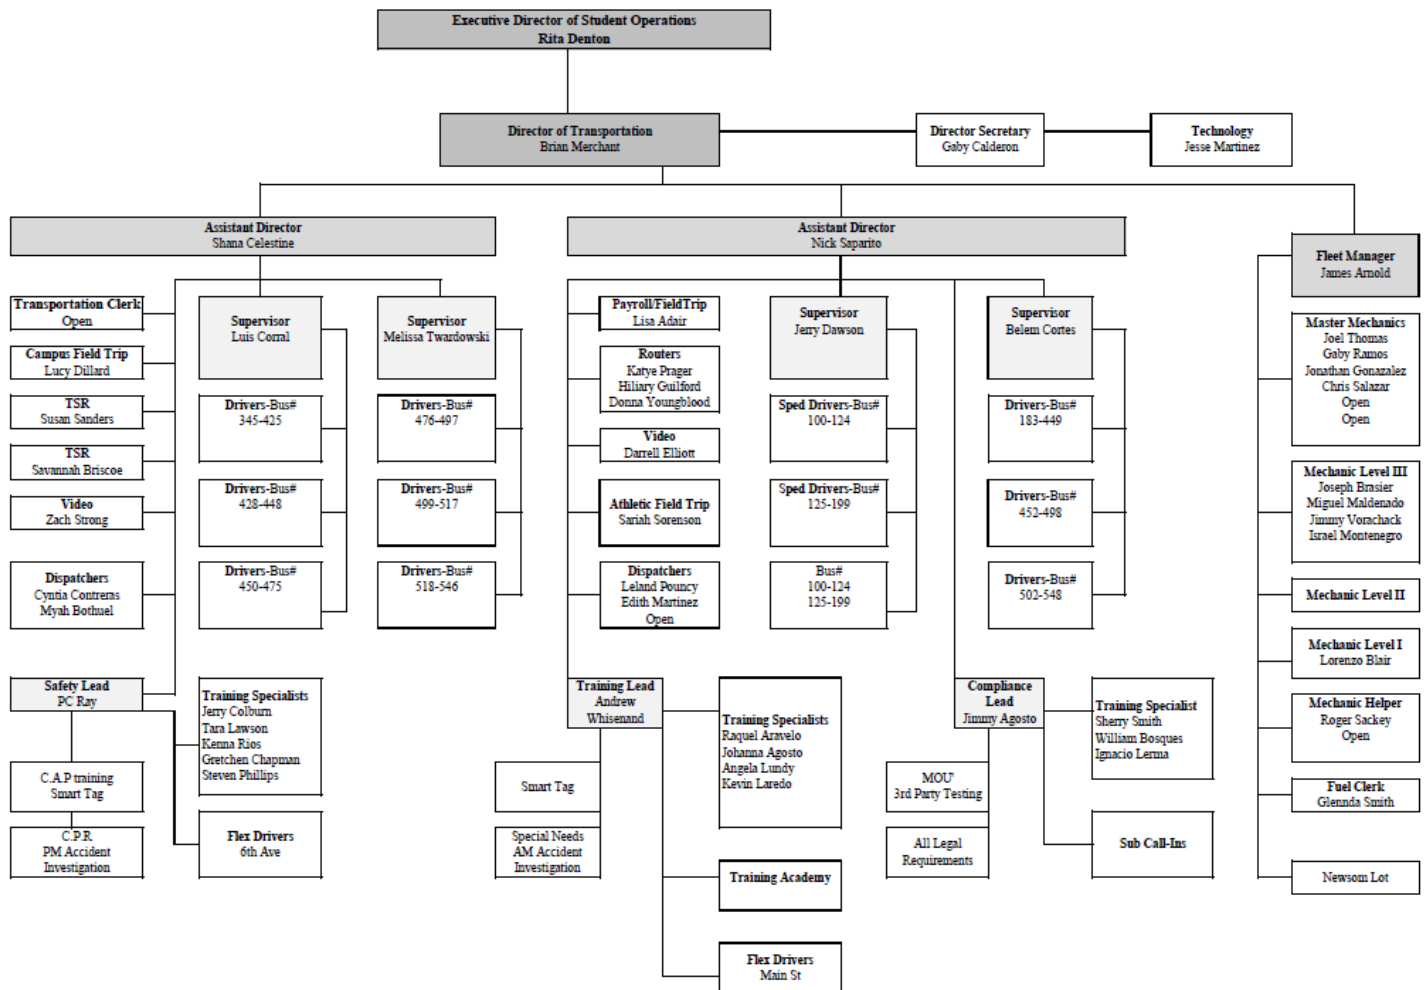 Executive Director of Student Operations
Rita Denton
Director of Transportation
Brian Merchant
Director Secretary
Gaby Calderon
Technology
Jesse Martinez
Assistant Director
Shana Celestine
Transportation Clerk
Open
Campus Field Trip
Lucy Dillard
TSR
Susan Sanders
TSR
Savannah Briscoe
Video
Zach Strong
Dispatchers
Cyntia Contreras
Myah Bothuel
Supervisor
Luis Corral
Drivers-Bus#
345-425
Drivers-Bus#
428-448
Drivers-Bus#
450-475
Supervisor
Melissa Twardowski
Drivers-Bus#
476-497
Drivers-Bus#
499-517
Drivers-Bus#
518-546
Safety Lead
PC Ray
C.A.P training
Smart Tag
C.P.R
PM Accident
Investigation
Training Specialists
Jerry Colburn
Tara Lawson
Kenna Rios
Gretchen Chapman
Steven Phillips
Flex Drivers
6th Ave
Assistant Director
Nick Saparito
Payroll/FieldTrip
Lisa Adair
Routers
Katye Prager
Hiliary Guilford
Donna Youngblood
Video
Darrell Elliott
Athletic Field Trip
Sariah Sorenson
Dispatchers
Leland Pouncy
Edith Martinez
Open
Supervisor
Jerry Dawson
Sped Drivers-Bus#
100-124
Sped Drivers-Bus#
125-199
Bus#
100-124
125-199
Supervisor
Belem Cortes
Drivers-Bus#
183-449
Drivers-Bus#
452-498
Drivers-Bus#
502-548
Training Lead
Andrew
Whisenand
Smart Tag
Special Needs
AM Accident
Investigation
Training Specialists
Raquel Aravelo
Johanna Agosto
Angela Lundy
Kevin Laredo
Training Academy
Flex Drivers
Main St
Compliance
Lead
Jimmy Agosto
MOU'
3rd Party Testing
All Legal
Requirements
Training Specialist
Sherry Smith
William Bosques
Ignacio Lerma
Sub Call-Ins
Fleet Manager
James Arnold
Master Mechanics
Joel Thomas
Gaby Ramos
Jonathan Gonazalez
Chris Salazar
Open
Open
Mechanic Level III
Joseph Brasier
Miguel Maldenado
Jimmy Vorachack
Israel Montenegro
Mechanic Level II
Mechanic Level I
Lorenzo Blair
Mechanic Helper
Roger Sackey
Open
Fuel Clerk
Glennda Smith
Newsom Lot